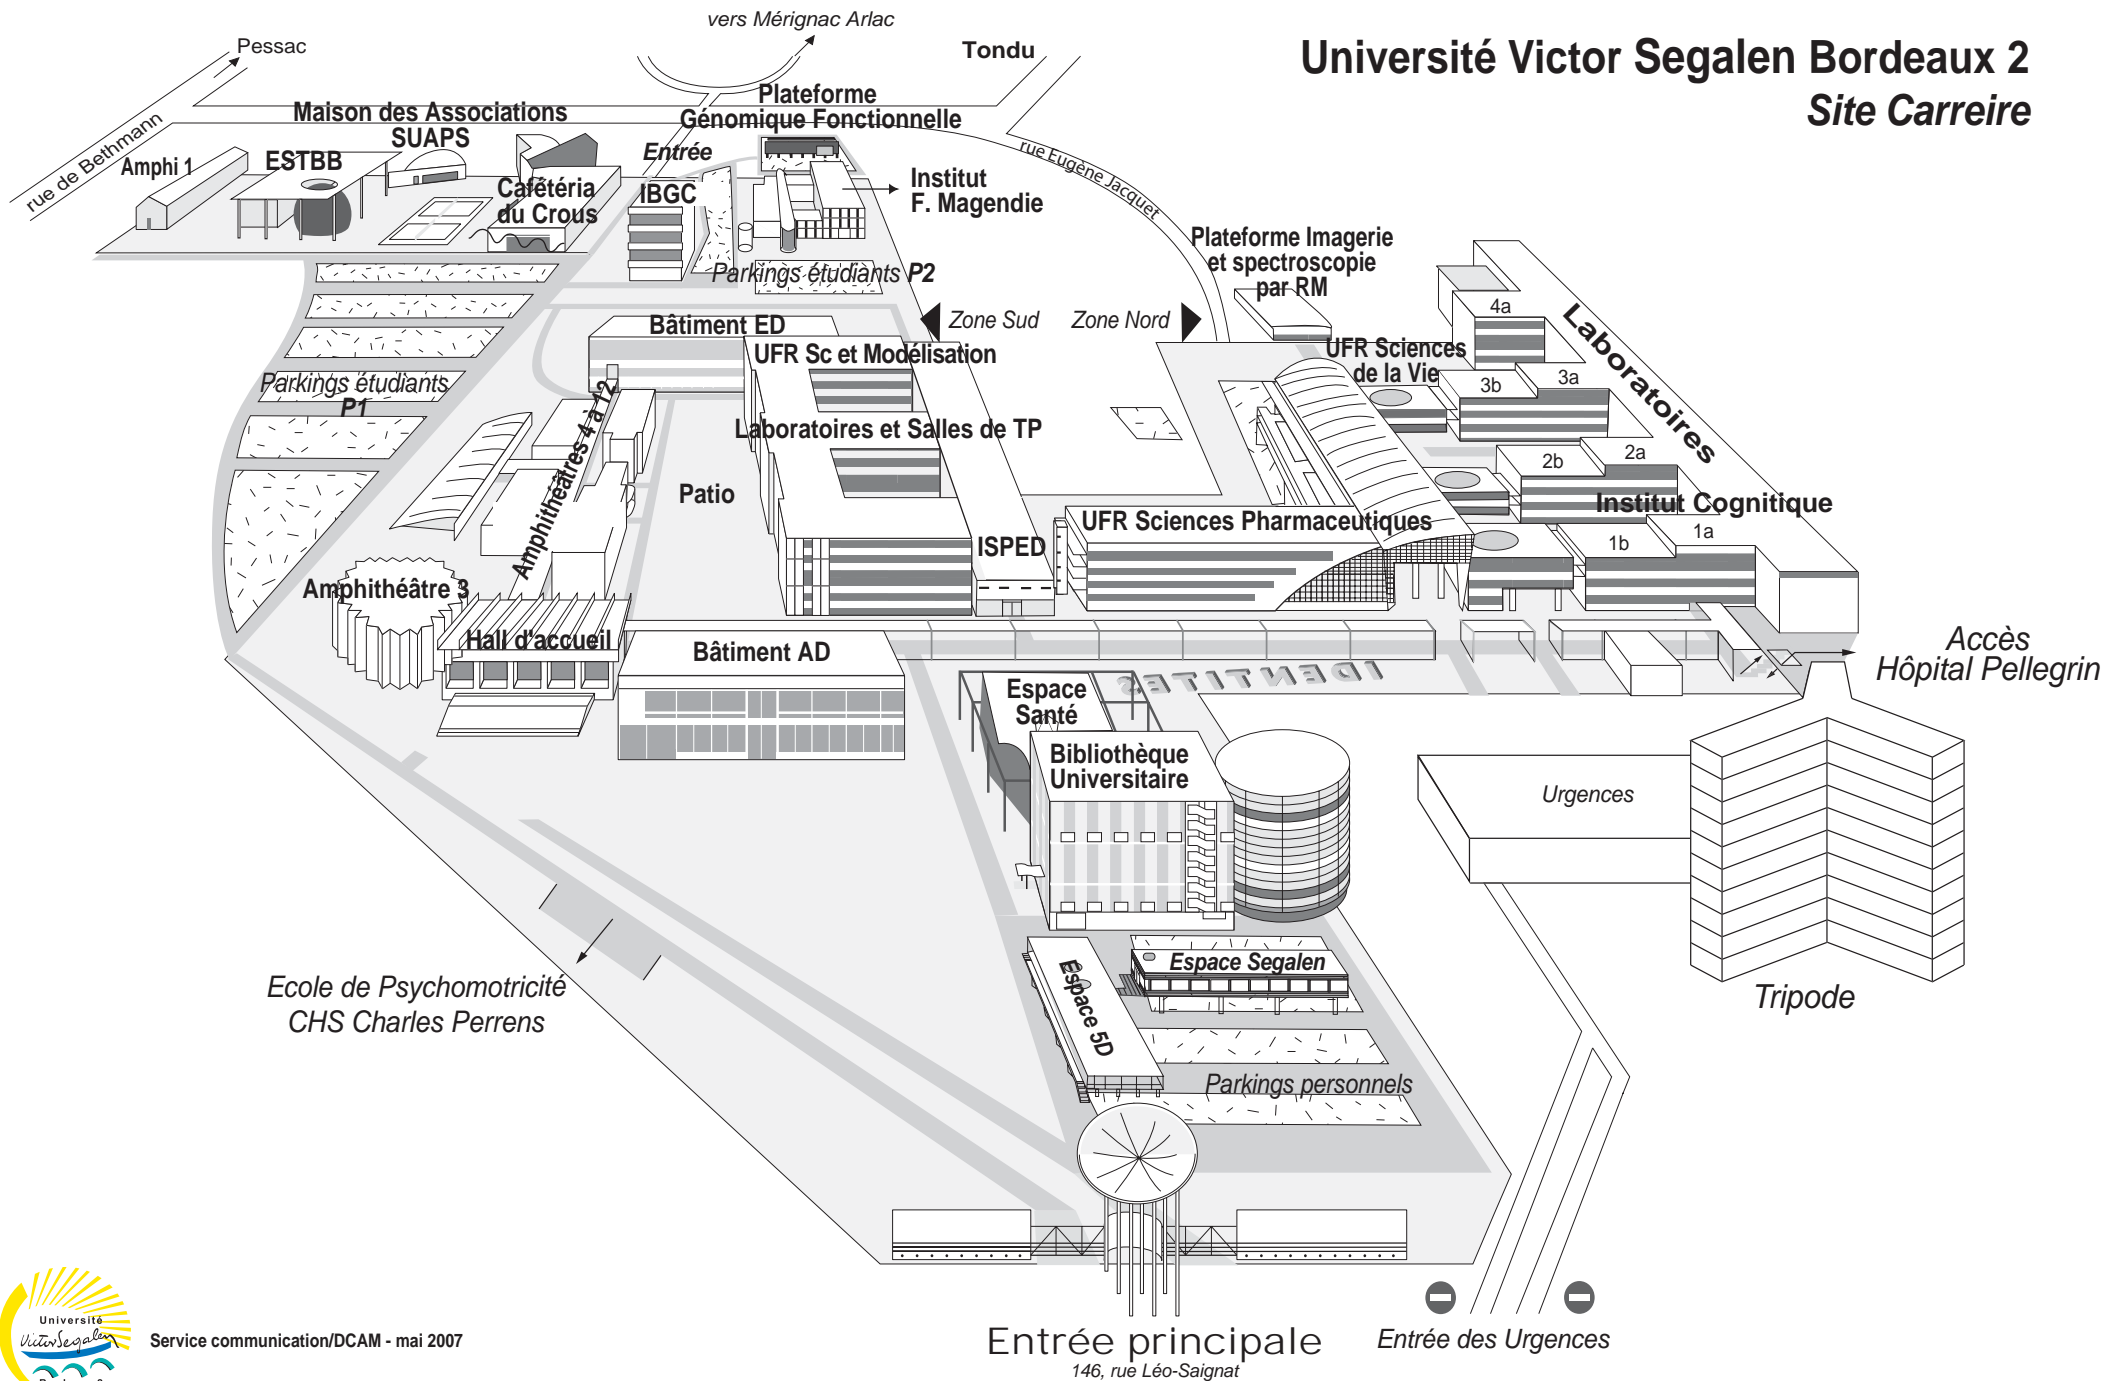 vers Mérignac Arlac
Pessac
Tondu
Université Victor Segalen Bordeaux 2
Site Carreire
rue de Bethmann
Maison des Associations
SUAPS
Plateforme
Génomique Fonctionnelle
Amphi 1
ESTBB
Entrée
rue Eugène Jacquet
Cafétéria
du Crous
IBGC
Institut
F. Magendie
Plateforme Imagerie
et spectroscopie
par RM
Parkings étudiants P2
Zone Sud
Zone Nord
Bâtiment ED
UFR Sc et Modélisation
UFR Sciences
de la Vie
4a
Laboratoires
3b
3a
Parkings étudiants
P1
Amphithéâtres 4 à 12
Laboratoires et Salles de TP
2b
2a
Patio
Institut Cognitique
UFR Sciences Pharmaceutiques
ISPED
1b
1a
Amphithéâtre 3
Hall d'accueil
Bâtiment AD
IDENTITES
Accès
Hôpital Pellegrin
Espace
Santé
Bibliothèque
Universitaire
Urgences
Espace Segalen
Espace 5D
Tripode
Ecole de Psychomotricité
CHS Charles Perrens
Parkings personnels
Université
Victor Segalen
Service communication/DCAM - mai 2007
Entrée principale
146, rue Léo-Saignat
Entrée des Urgences